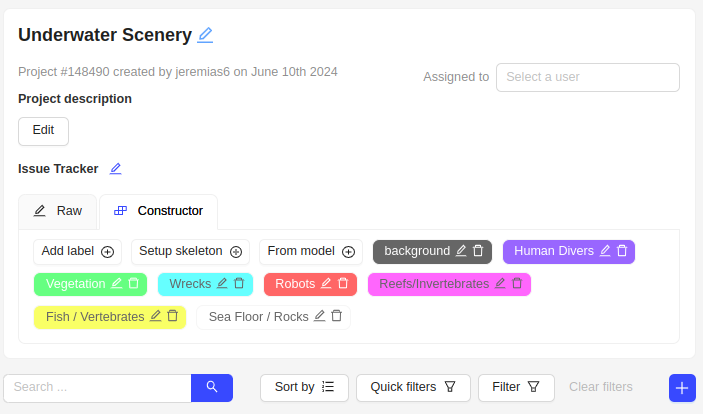 Underwater Scenery
Project #148490 created by jeremias6 on June 10th 2024
Assigned to Select a user
Project description
Edit
Issue Tracker
Raw Constructor
Add label Setup skeleton From model background Human Divers
Vegetation Wrecks Robots Reefs/Invertebrates
Fish / Vertebrates Sea Floor / Rocks
Search ... Sort by Quick filters Filter Clear filters